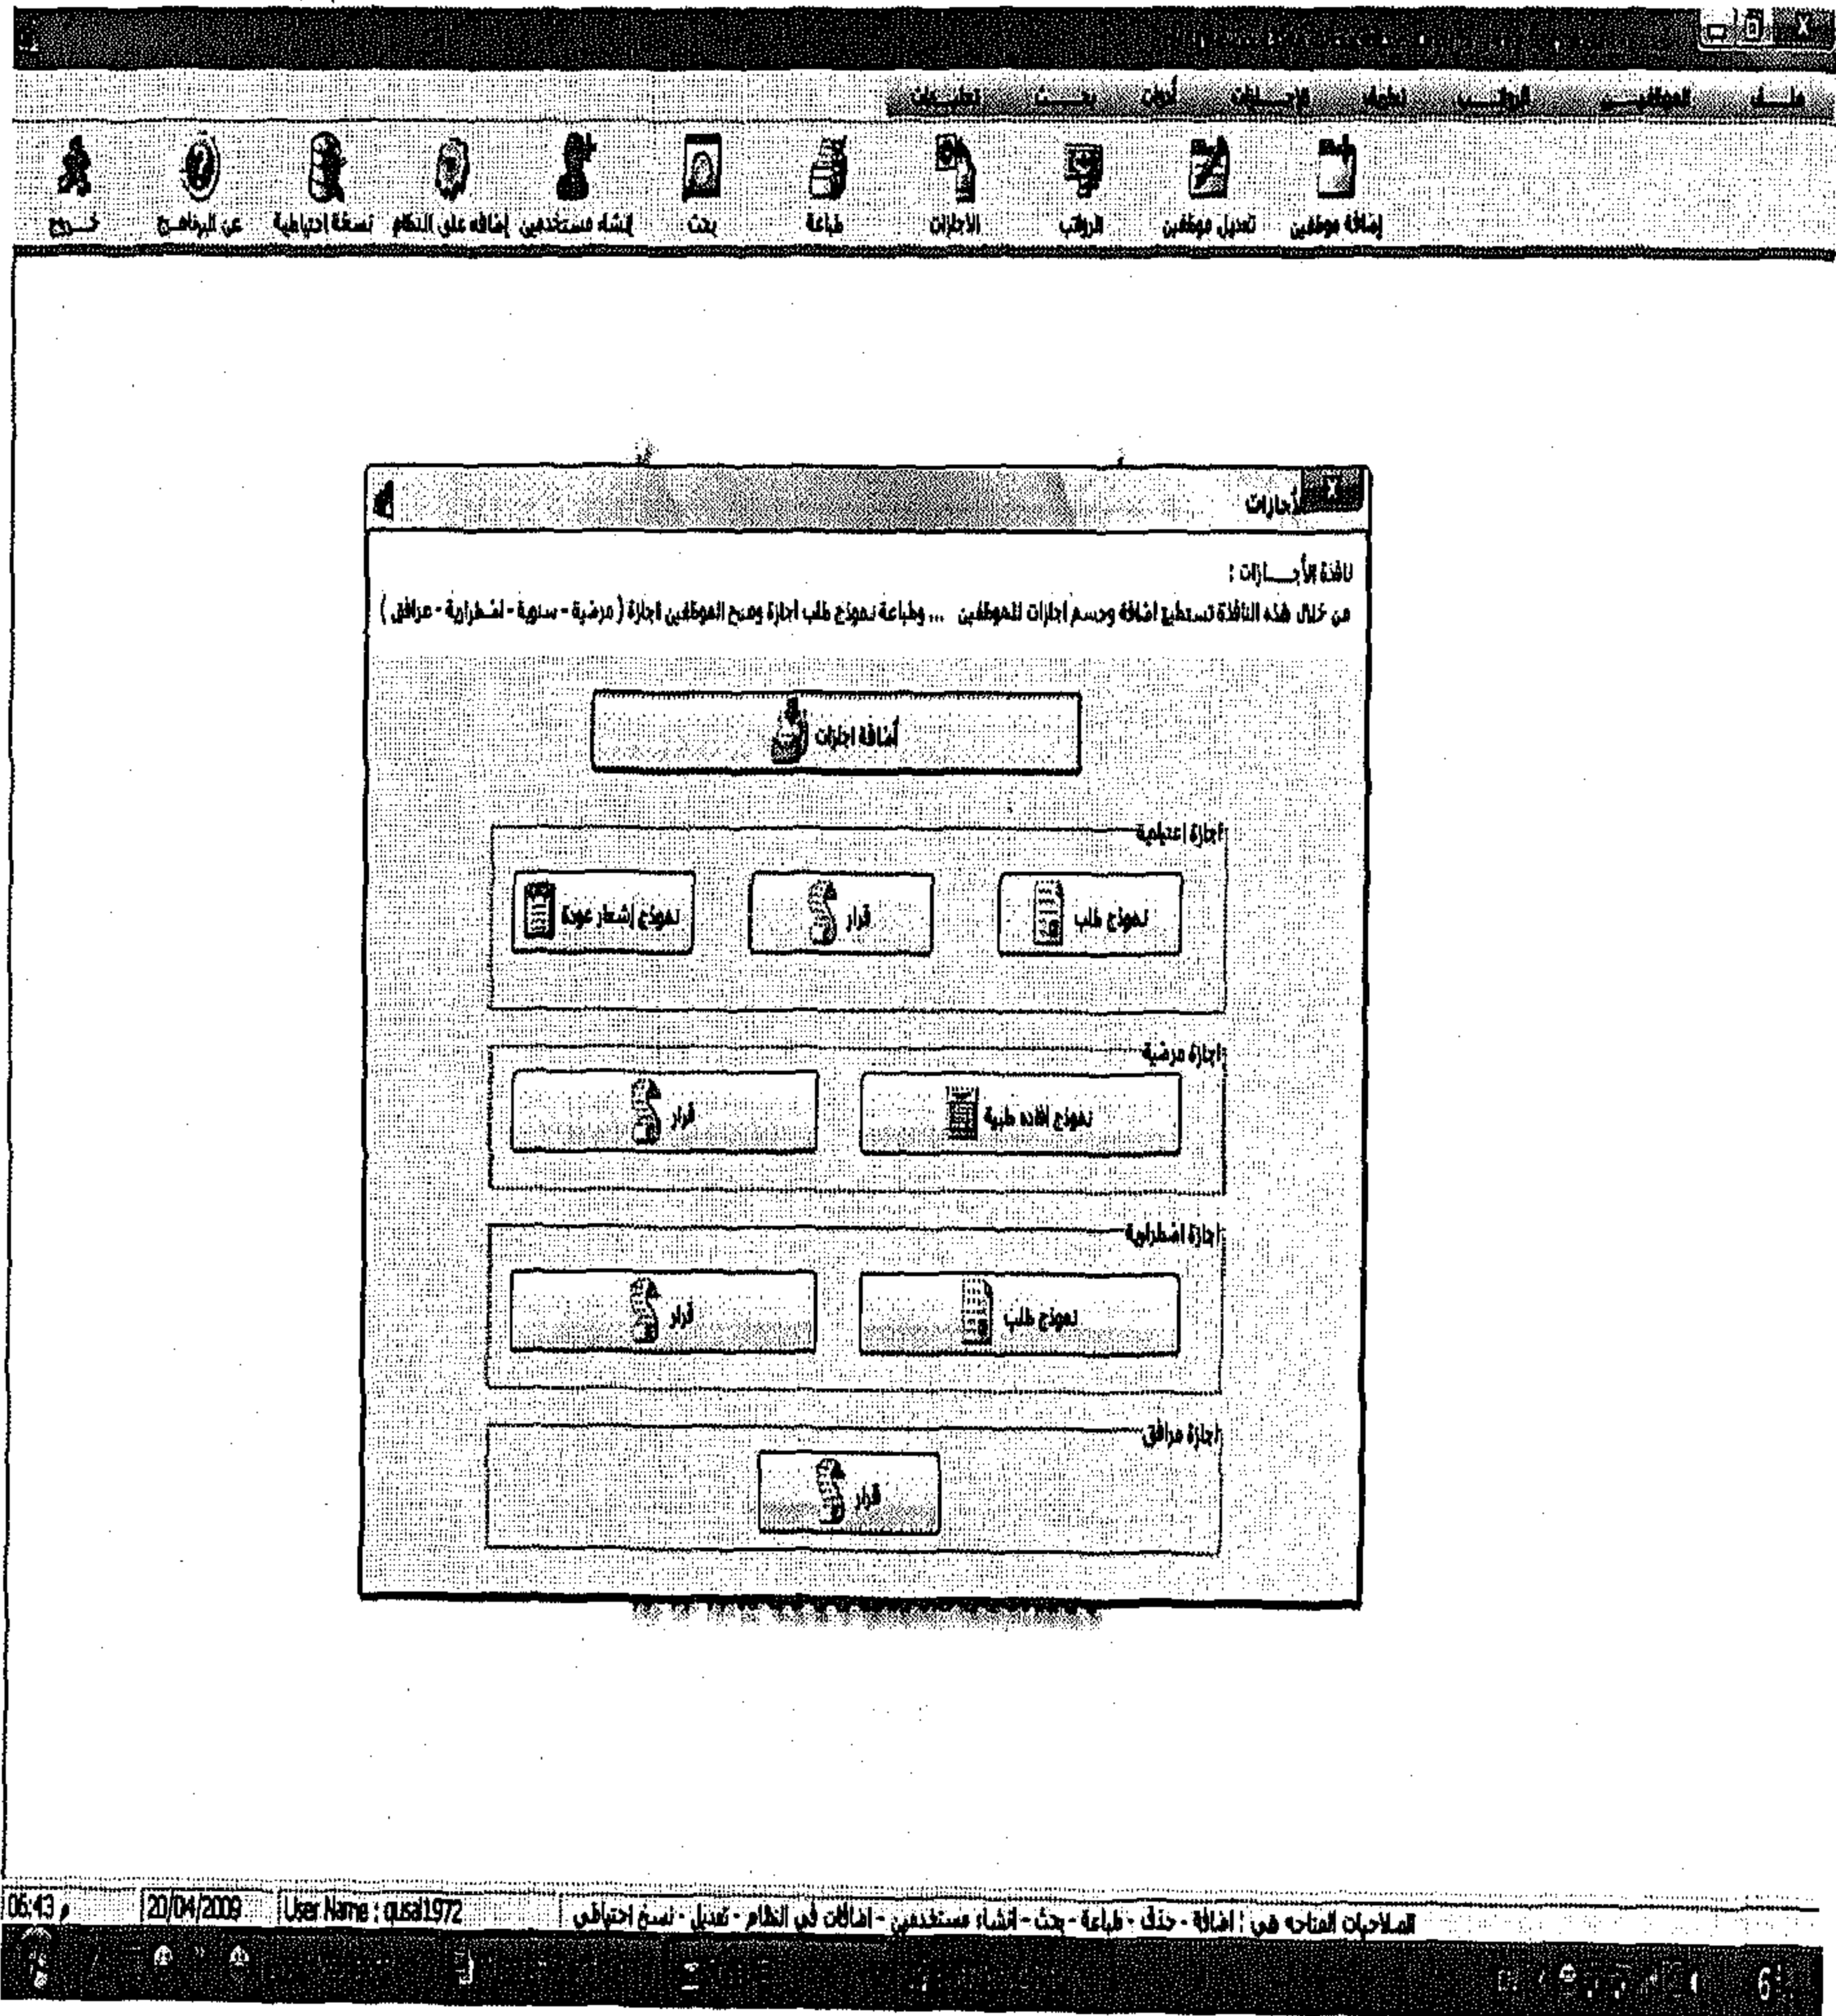 ملف الموظفين الرواتب تظيف الإجازات أدوات بحث تعليمات
إضافة موظفين تعديل موظفين الرواتب الاجازات طباعة بحث إنشاء مستخدمين إضافه على النظام نسخة احتياطية عن البرنامج خروج
الأجازات
نافذة الأجازات :
من خلال هذه النافذة تستطيع اضافة وحسم اجازات للموظفين ... وطباعة نموذج طلب اجازة ومنح الموظفين اجازة ( مرضية - سنوية - اضطرارية - مرافق )
أضافة اجازات
اجازة اعتيادية
نموذج طلب قرار نموذج إشعار عودة
اجازة مرضية
نموذج افاده طبية قرار
اجازة اضطرارية
نموذج طلب قرار
اجازة مرافق
قرار
الصلاحيات المتاحه هي : اضافة - حذف - طباعة - بحث - انشاء مستخدمين - اضافات في النظام - تعديل - نسخ احتياطي User Name : qusai1972 20/04/2009 06:43 م